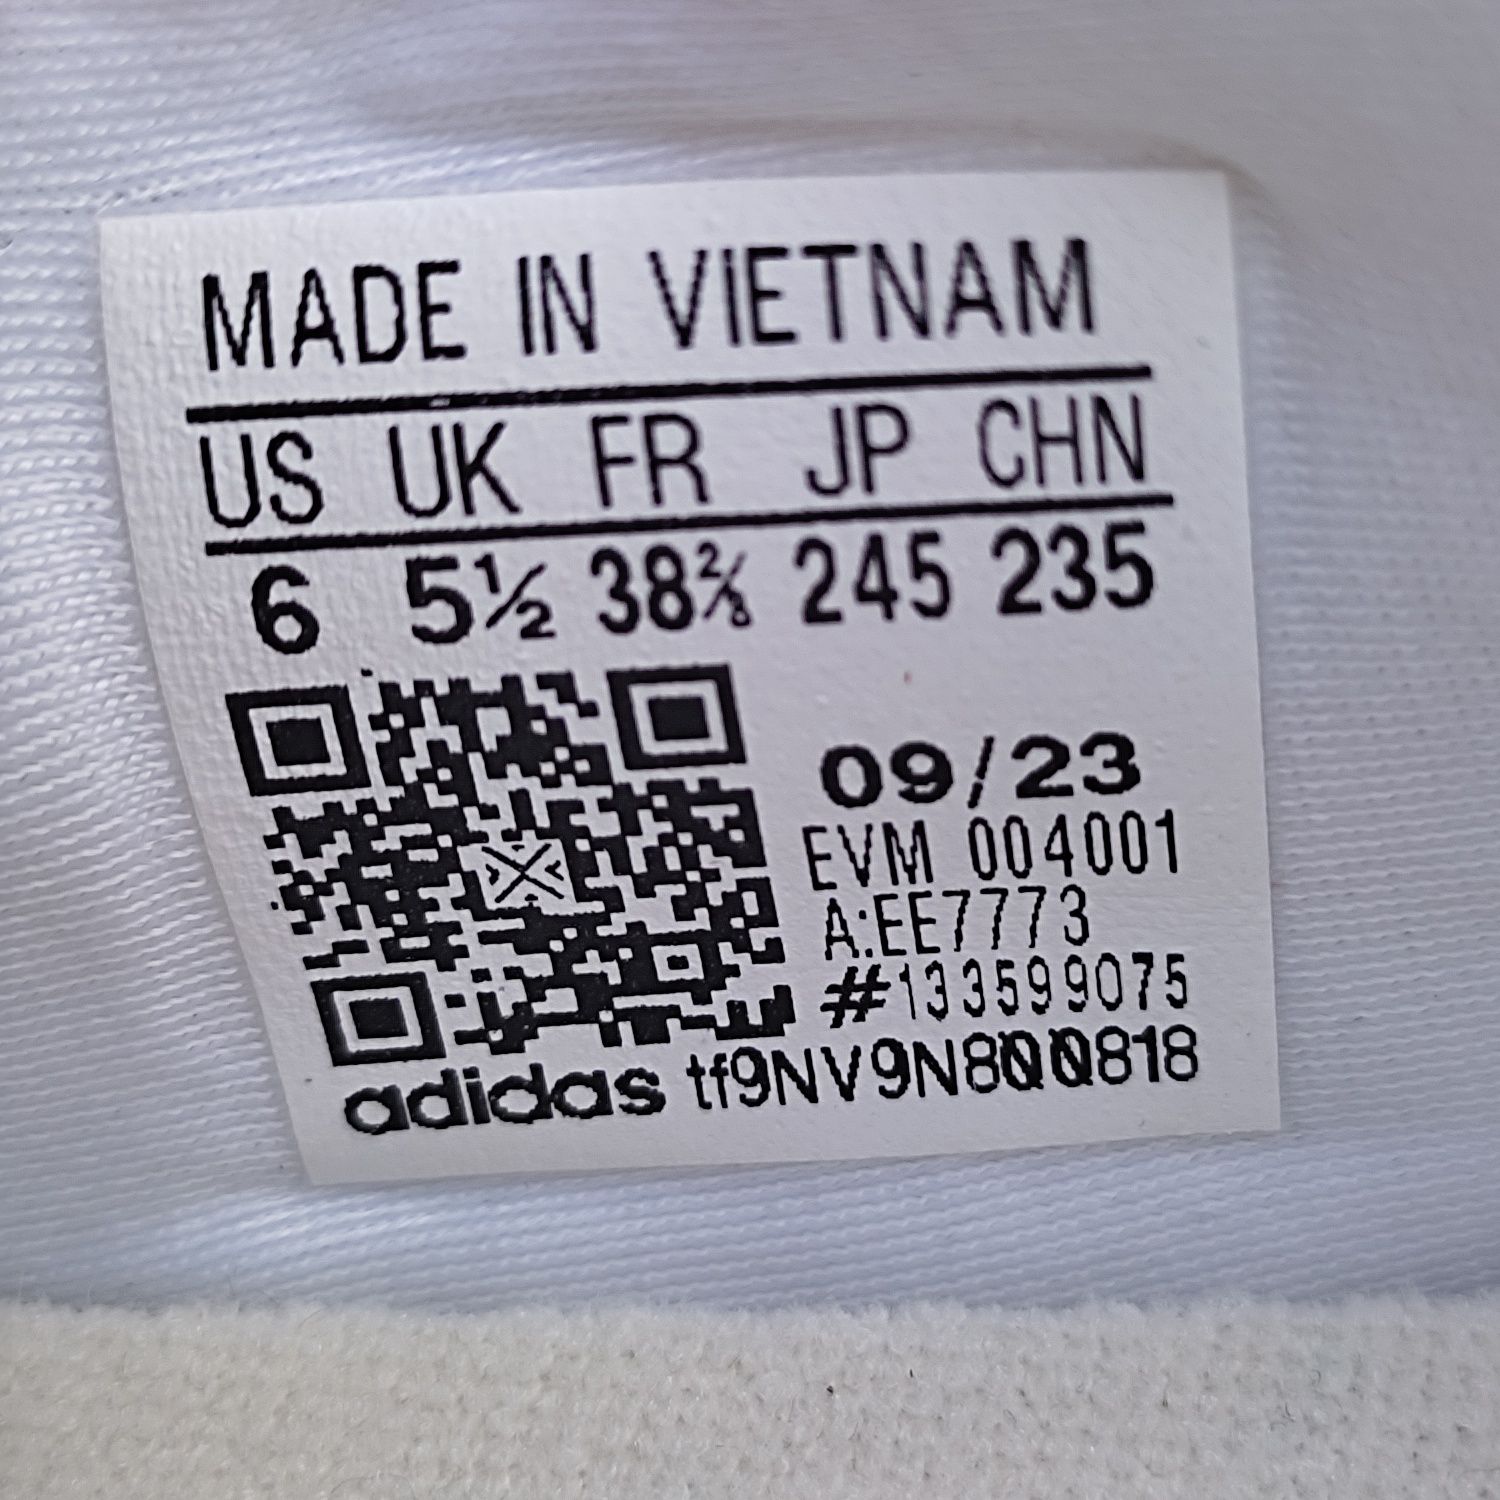 MADE IN VIETNAM
US UK FR JP CHN
6 5½ 38⅔ 245 235
09/23
EVM 004001
A:EE7773
#133599075
adidas tf9NV9N800818